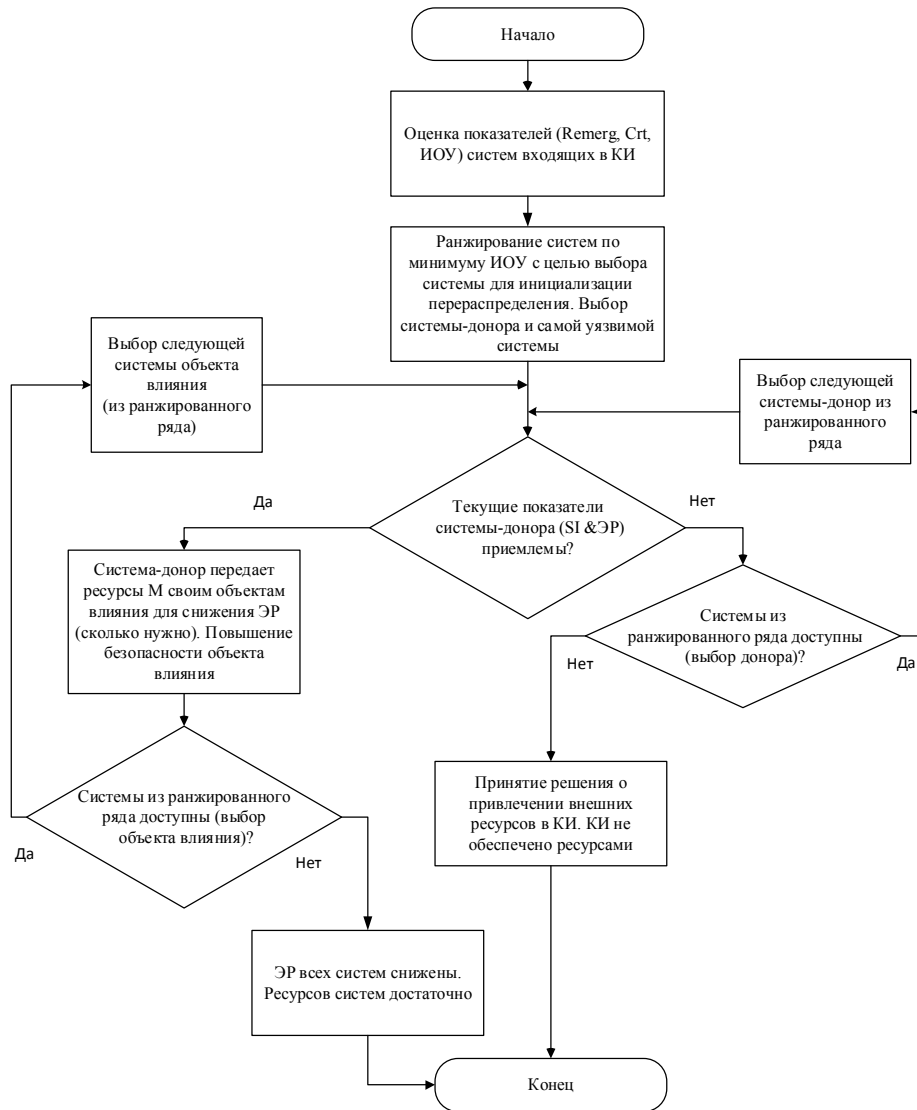 Начало
Оценка показателей (Remerg, Crt,
ИОУ) систем входящих в КИ
Ранжирование систем по
минимуму ИОУ с целью выбора
системы для инициализации
перераспределения. Выбор
системы-донора и самой уязвимой
системы
Выбор следующей
системы объекта
влияния
(из ранжированного
ряда)
Выбор следующей
системы-донор из
ранжированного
ряда
Да
Нет
Текущие показатели
системы-донора (SI &ЭР)
приемлемы?
Система-донор передает
ресурсы М своим объектам
влияния для снижения ЭР
(сколько нужно). Повышение
безопасности объекта
влияния
Системы из
ранжированного ряда доступны
(выбор донора)?
Нет
Да
Системы из ранжированного
ряда доступны (выбор
объекта влияния)?
Да
Нет
Принятие решения о
привлечении внешних
ресурсов в КИ. КИ не
обеспечено ресурсами
ЭР всех систем снижены.
Ресурсов систем достаточно
Конец